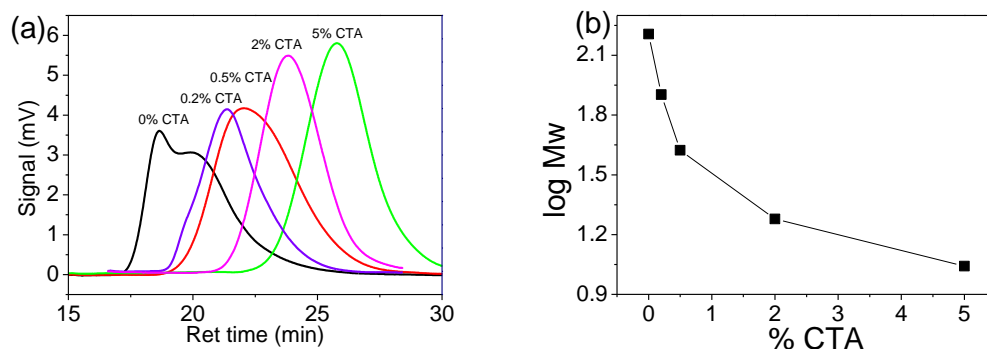 (a)
6
5
4
3
2
1
0
Signal (mV)
0% CTA
0.2% CTA
0.5% CTA
2% CTA
5% CTA
15
20
25
30
Ret time (min)
(b)
2.1
1.8
1.5
1.2
0.9
log Mw
0
1
2
3
4
5
% CTA